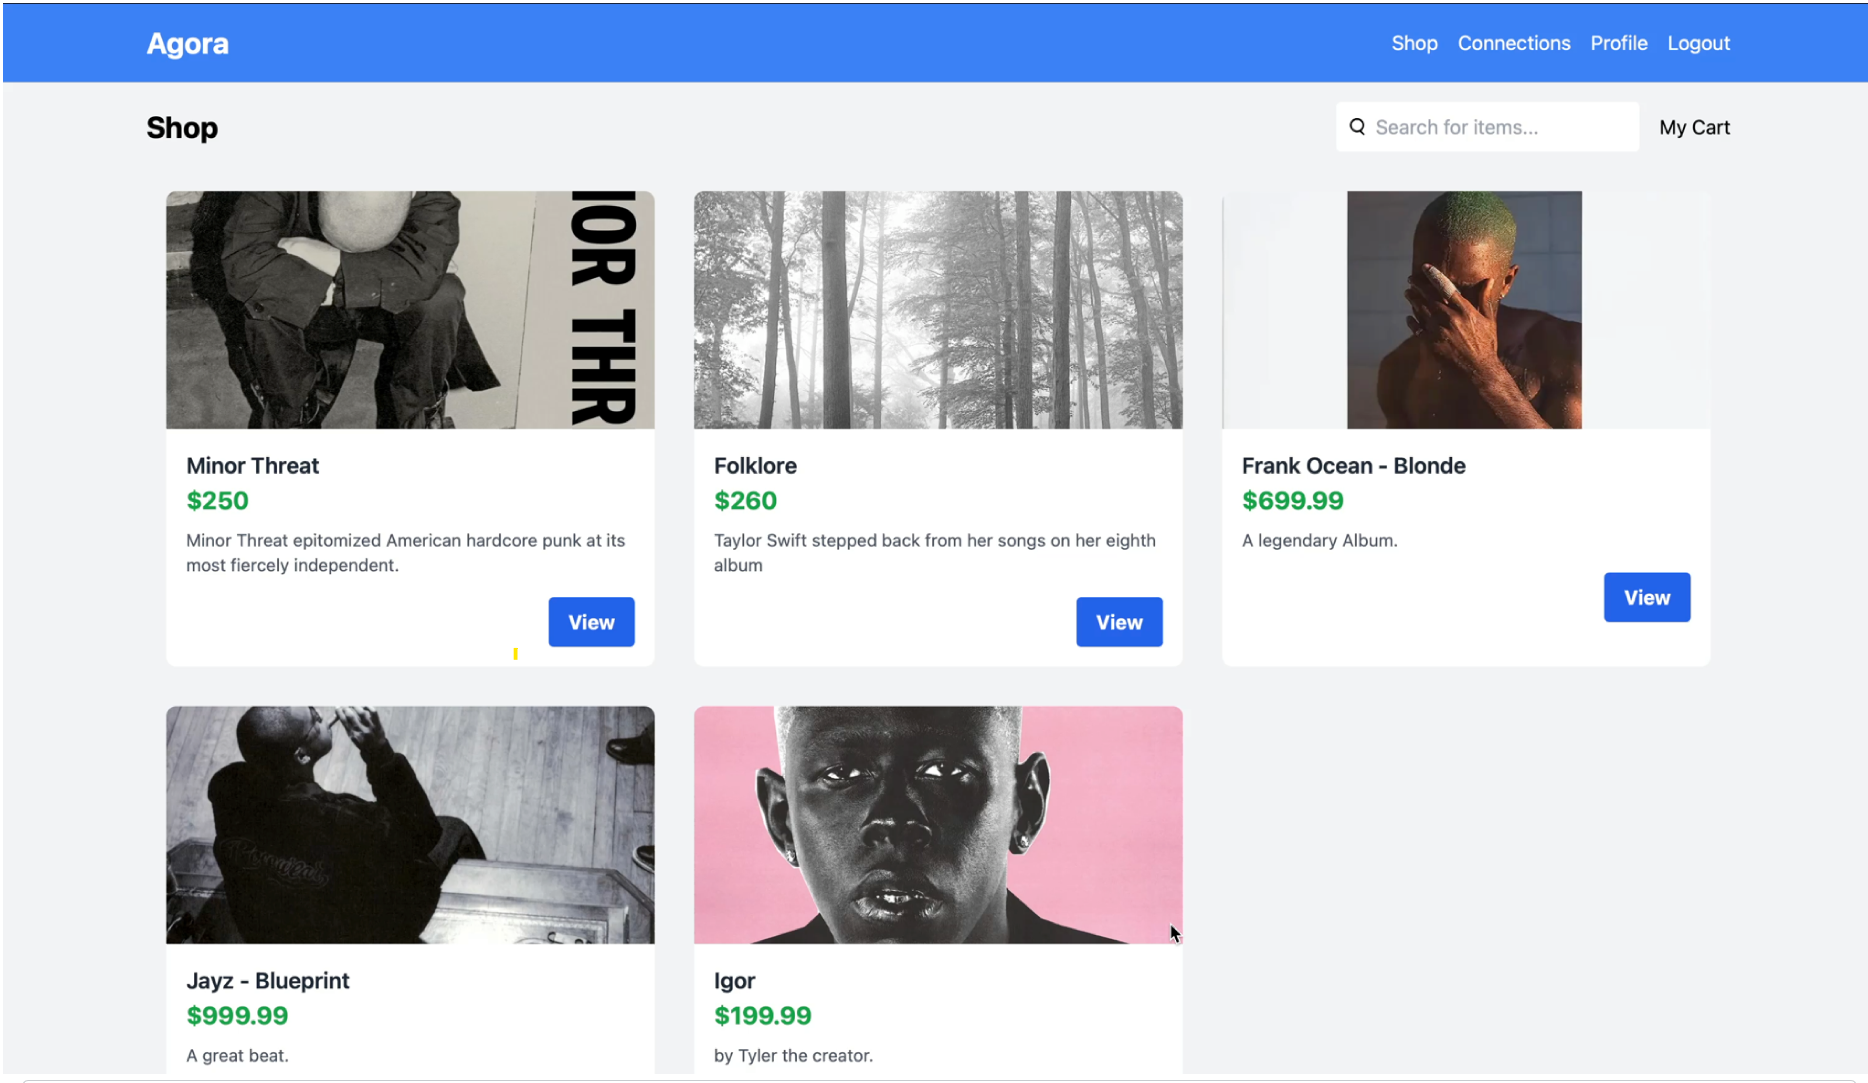 Agora
Shop Connections Profile Logout
Shop
Search for items...
My Cart
IOR THR
Minor Threat
$250
Minor Threat epitomized American hardcore punk at its
most fiercely independent.
View
Folklore
$260
Taylor Swift stepped back from her songs on her eighth
album
View
Frank Ocean - Blonde
$699.99
A legendary Album.
View
Jayz - Blueprint
$999.99
A great beat.
Igor
$199.99
by Tyler the creator.